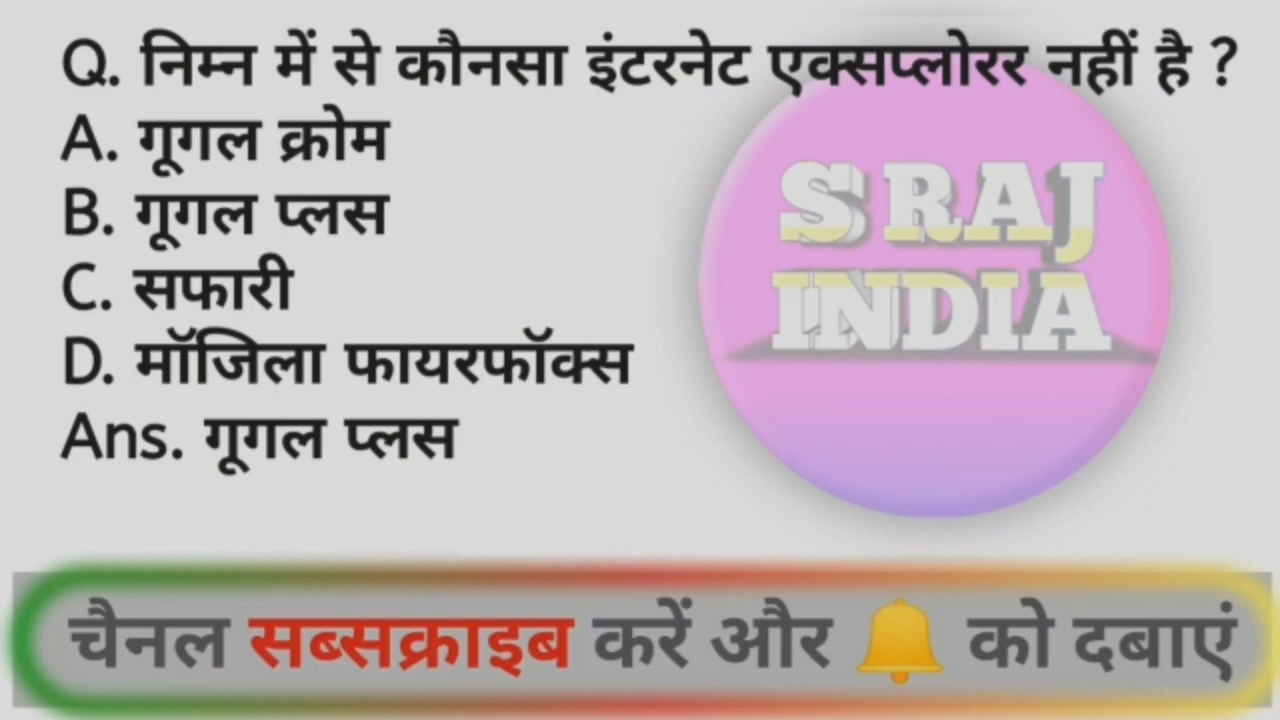 Q. निम्न में से कौनसा इंटरनेट एक्सप्लोरर नहीं है ?
A. गूगल क्रोम
B. गूगल प्लस
C. सफारी
D. मॉजिला फायरफॉक्स
Ans. गूगल प्लस
S RAJ
INDIA
चैनल सब्सक्राइब करें और 🔔 को दबाएं